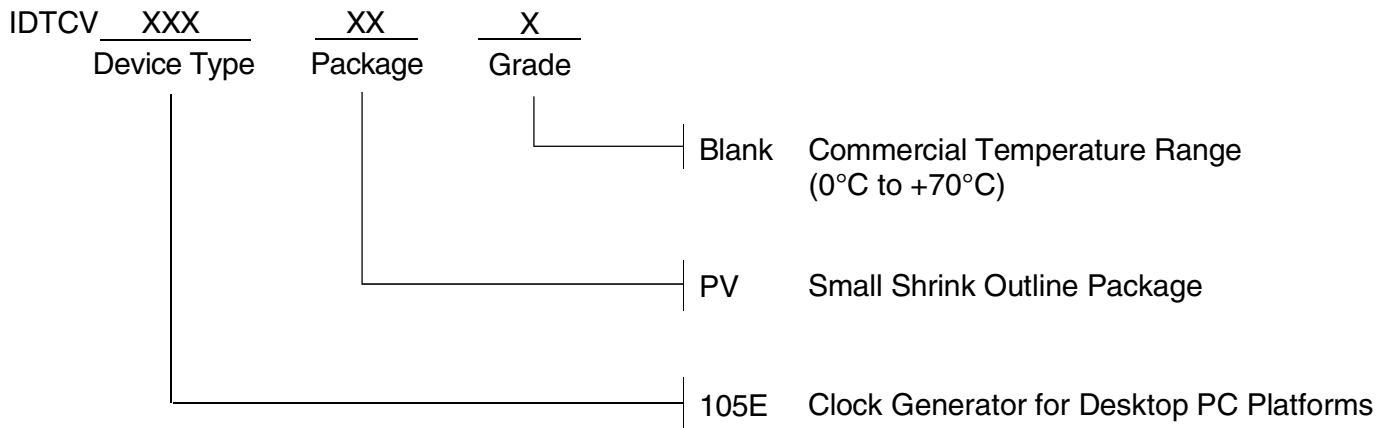 IDTCV XXX XX X
Device Type Package Grade
Blank Commercial Temperature Range
(0°C to +70°C)
PV Small Shrink Outline Package
105E Clock Generator for Desktop PC Platforms